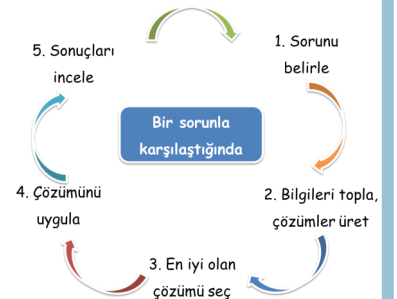 Bir sorunla
karşılaştığında
1. Sorunu
belirle
2. Bilgileri topla,
çözümler üret
3. En iyi olan
çözümü seç
4. Çözümünü
uygula
5. Sonuçları
incele